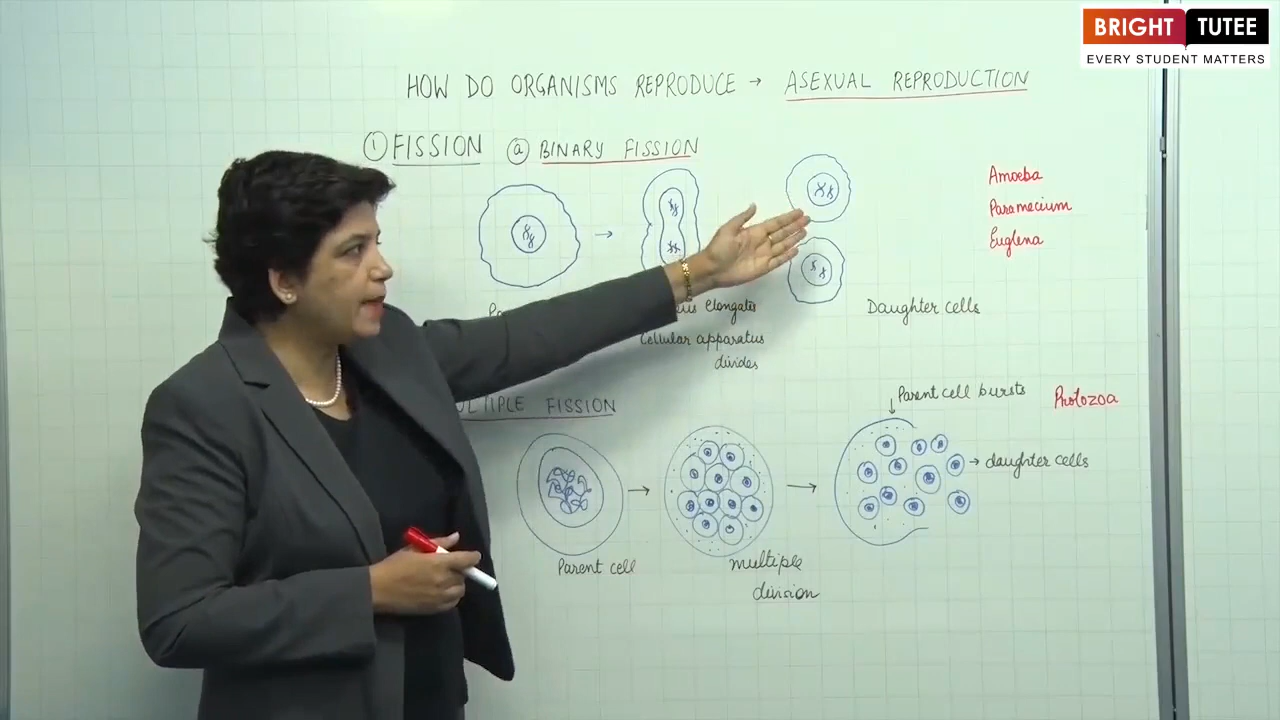 BRIGHT TUTEE
EVERY STUDENT MATTERS
HOW DO ORGANISMS REPRODUCE → ASEXUAL REPRODUCTION
① FISSION ⓐ BINARY FISSION
Amoeba
Paramecium
Euglena
elongates
Daughter cells
Cellular apparatus
divides
FISSION
Parent cell bursts
Protozoa
→ daughter cells
Parent cell
multiple
division